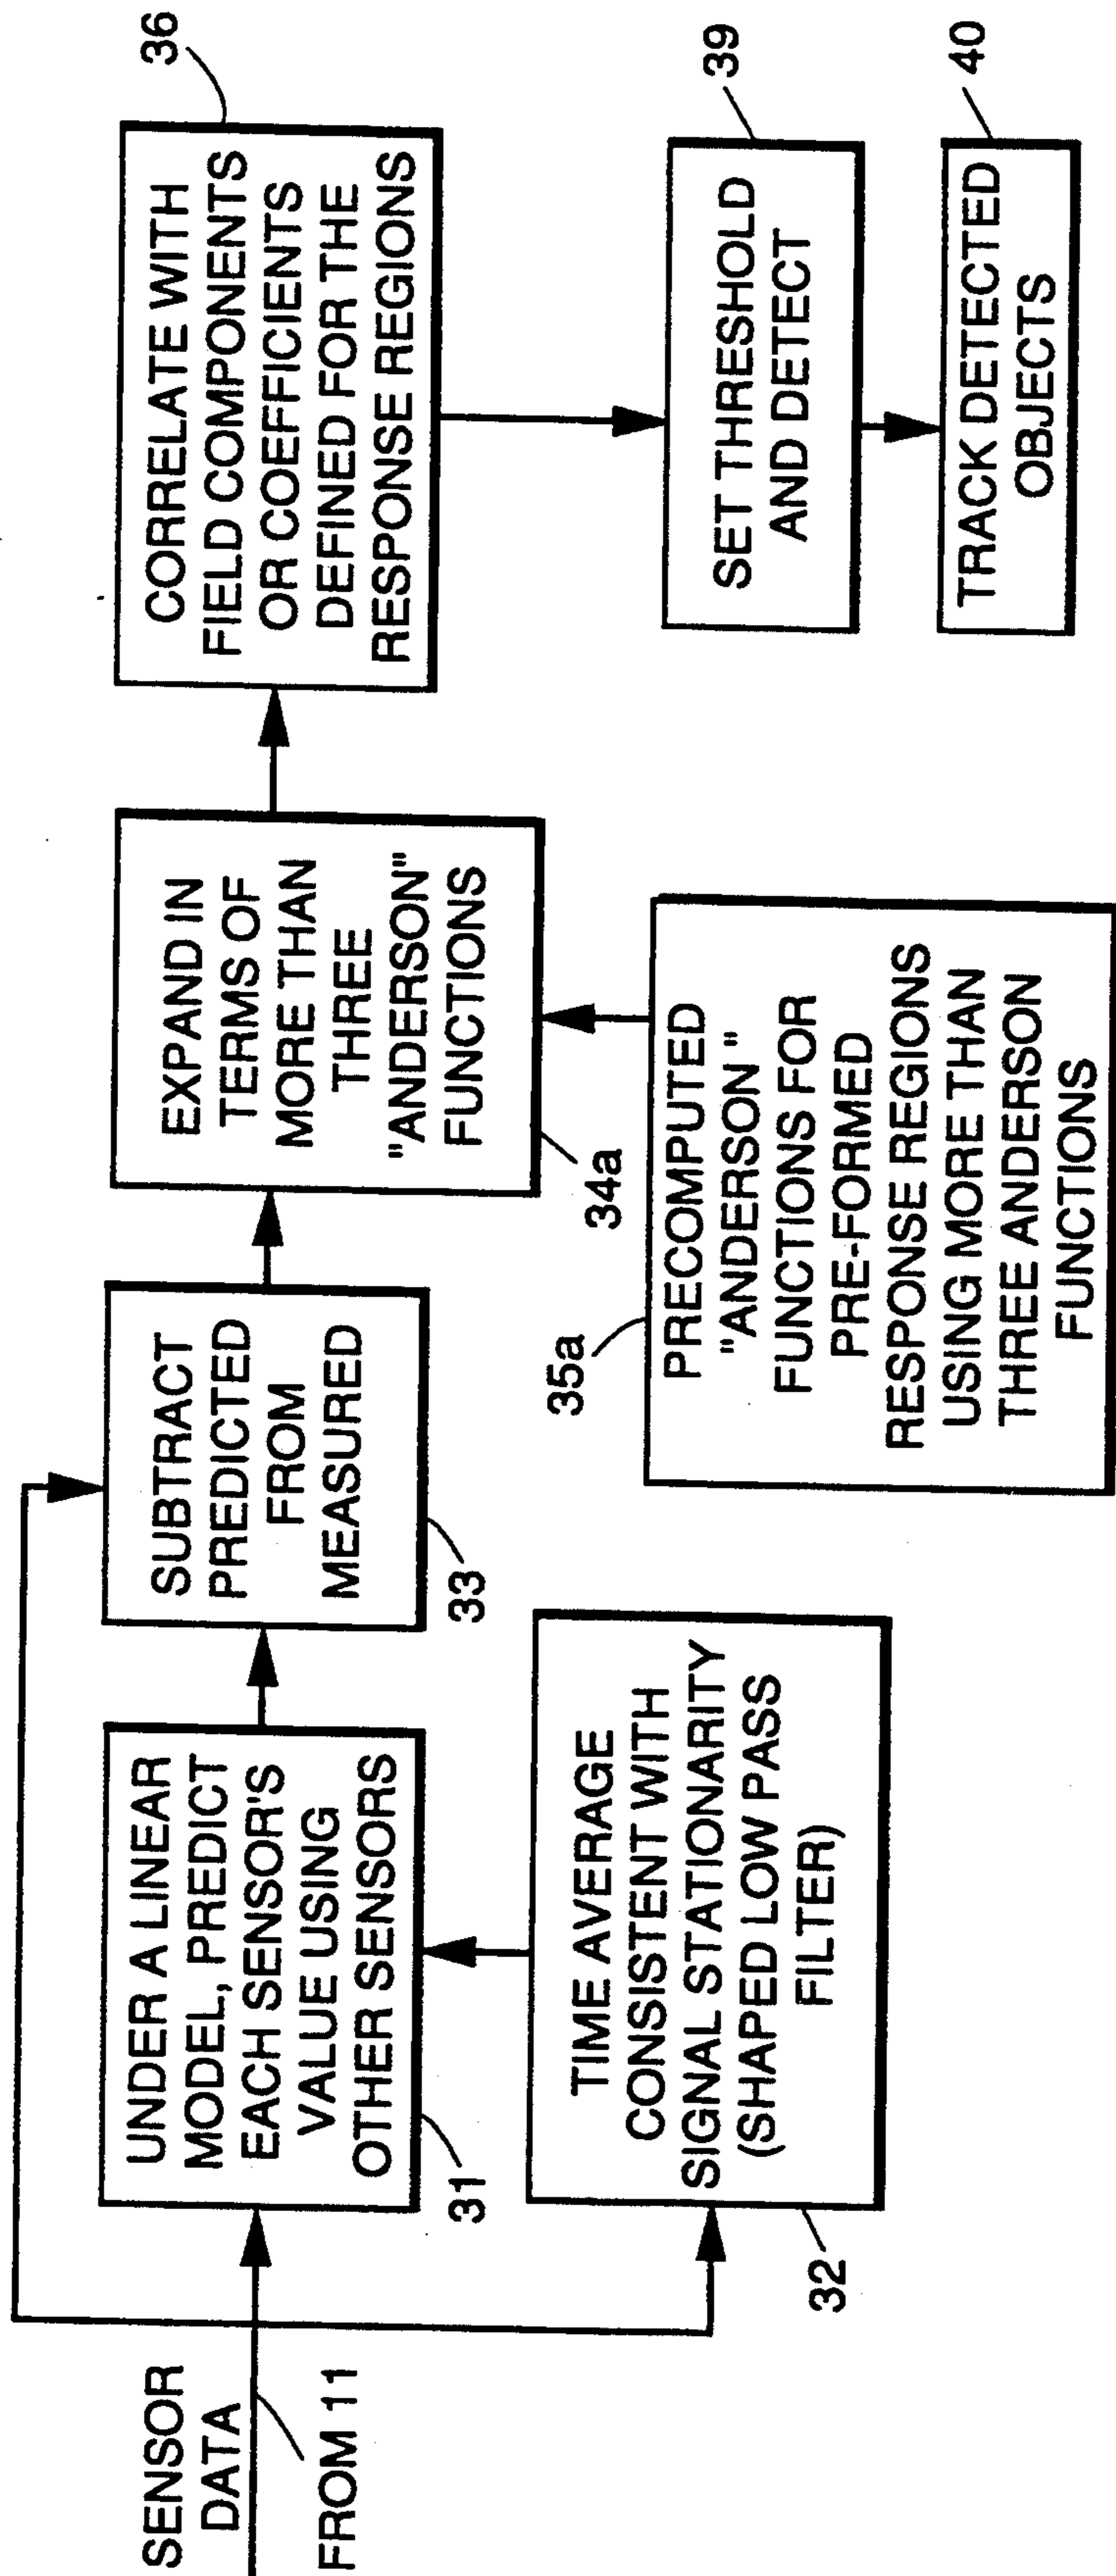 SENSOR
DATA
FROM 11
UNDER A LINEAR
MODEL, PREDICT
EACH SENSOR'S
VALUE USING
OTHER SENSORS
31
TIME AVERAGE
CONSISTENT WITH
SIGNAL STATIONARITY
(SHAPED LOW PASS
FILTER)
32
SUBTRACT
PREDICTED
FROM
MEASURED
33
EXPAND IN
TERMS OF
MORE THAN
THREE
"ANDERSON"
FUNCTIONS
34a
35a
PRECOMPUTED
"ANDERSON"
FUNCTIONS FOR
PRE-FORMED
RESPONSE REGIONS
USING MORE THAN
THREE ANDERSON
FUNCTIONS
36
CORRELATE WITH
FIELD COMPONENTS
OR COEFFICIENTS
DEFINED FOR THE
RESPONSE REGIONS
39
SET THRESHOLD
AND DETECT
40
TRACK DETECTED
OBJECTS